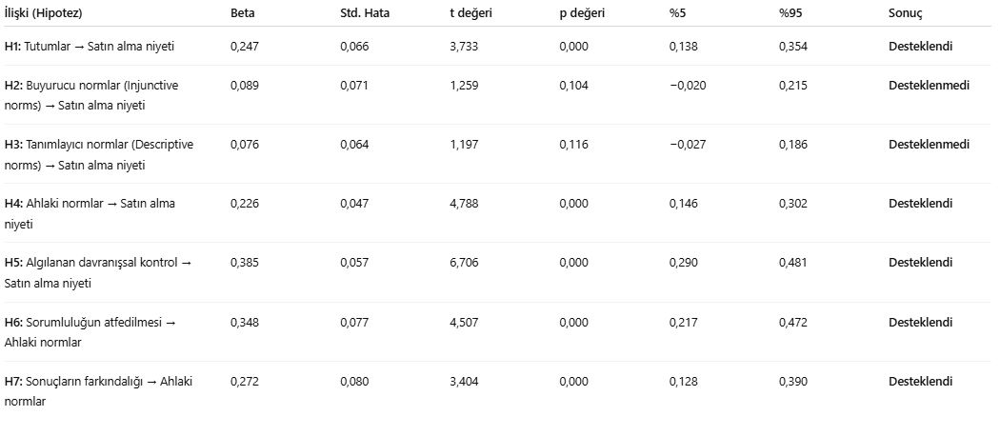 İlişki (Hipotez) Beta Std. Hata t değeri p değeri %5 %95 Sonuç
H1: Tutumlar → Satın alma niyeti 0,247 0,066 3,733 0,000 0,138 0,354 Desteklendi
H2: Buyurucu normlar (Injunctive 0,089 0,071 1,259 0,104 −0,020 0,215 Desteklenmedi
norms) → Satın alma niyeti
H3: Tanımlayıcı normlar (Descriptive 0,076 0,064 1,197 0,116 −0,027 0,186 Desteklenmedi
norms) → Satın alma niyeti
H4: Ahlaki normlar → Satın alma 0,226 0,047 4,788 0,000 0,146 0,302 Desteklendi
niyeti
H5: Algılanan davranışsal kontrol → 0,385 0,057 6,706 0,000 0,290 0,481 Desteklendi
Satın alma niyeti
H6: Sorumluluğun atfedilmesi → 0,348 0,077 4,507 0,000 0,217 0,472 Desteklendi
Ahlaki normlar
H7: Sonuçların farkındalığı → Ahlaki 0,272 0,080 3,404 0,000 0,128 0,390 Desteklendi
normlar